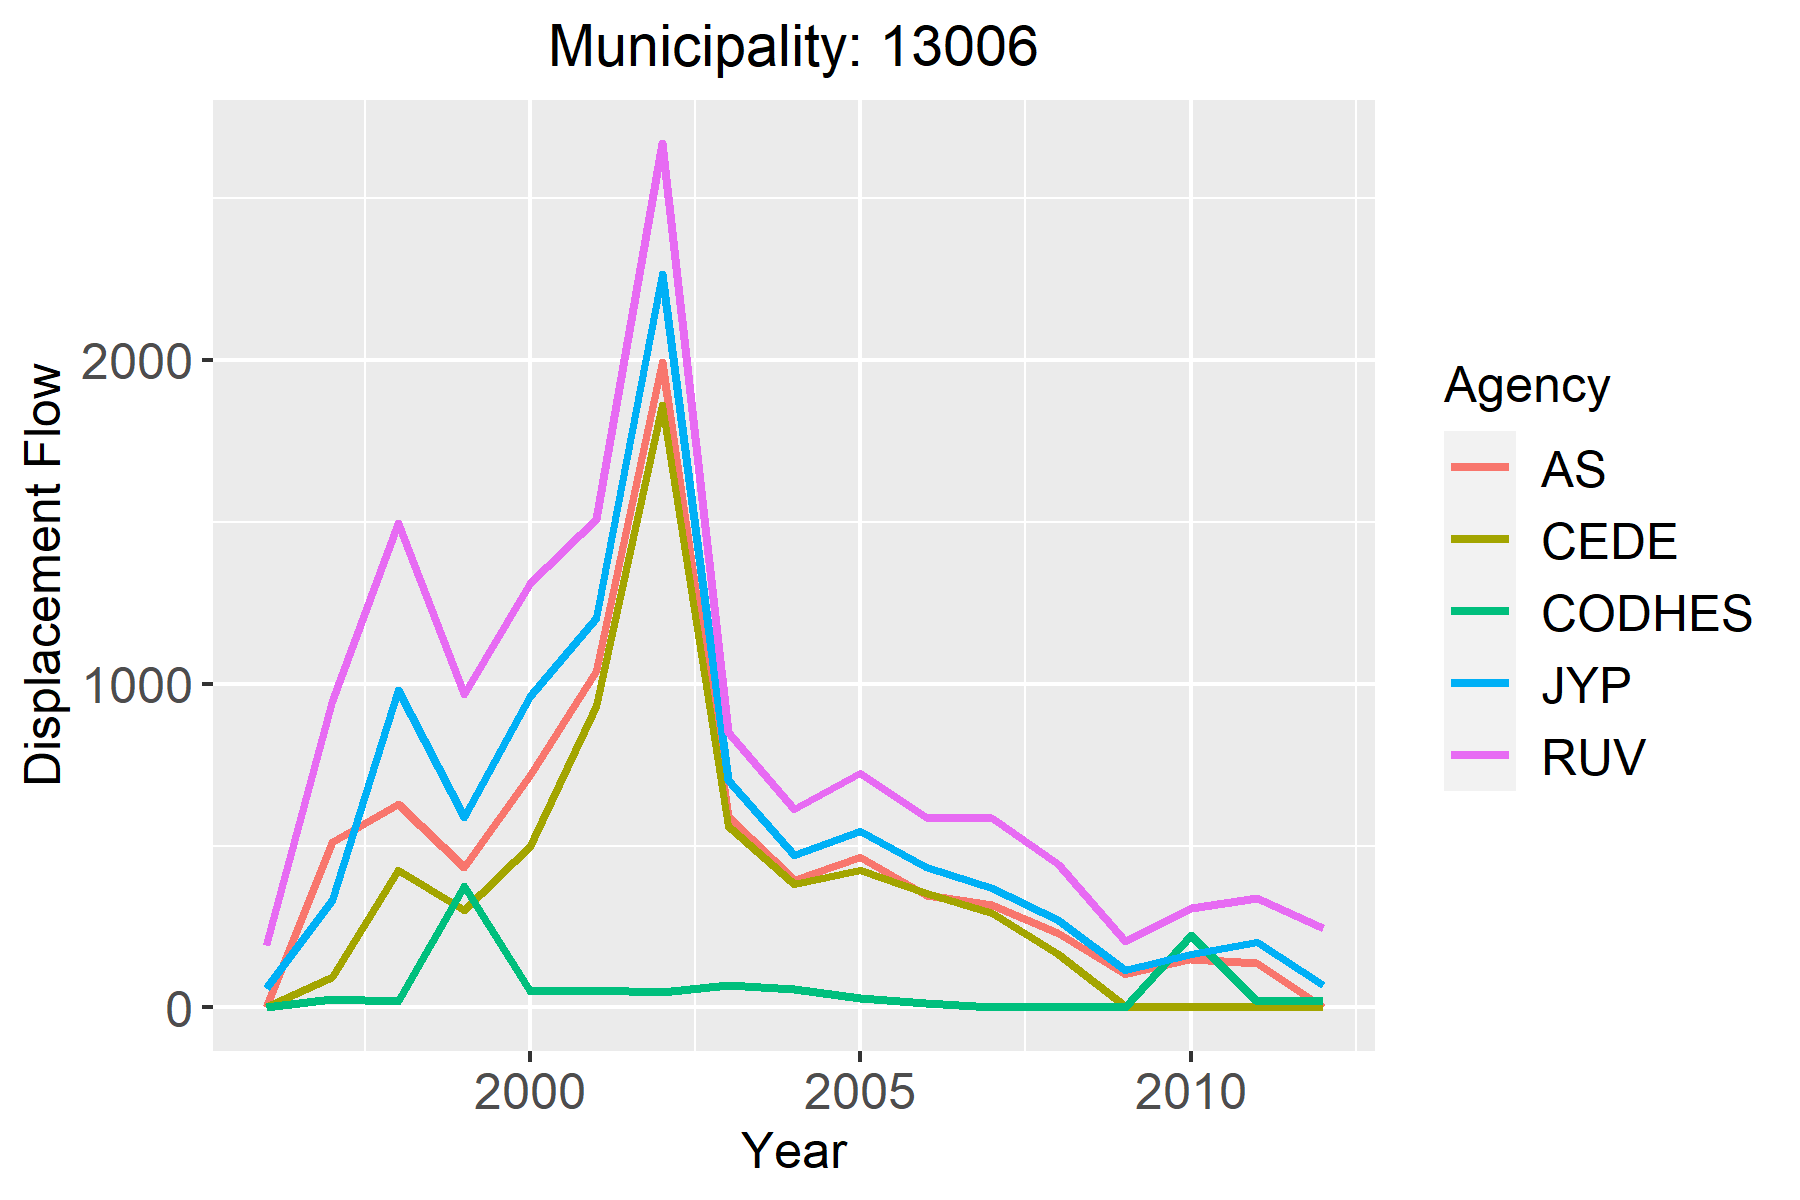 Municipality: 13006
Displacement Flow
2000
1000
0
2000 2005 2010
Year
Agency
AS
CEDE
CODHES
JYP
RUV